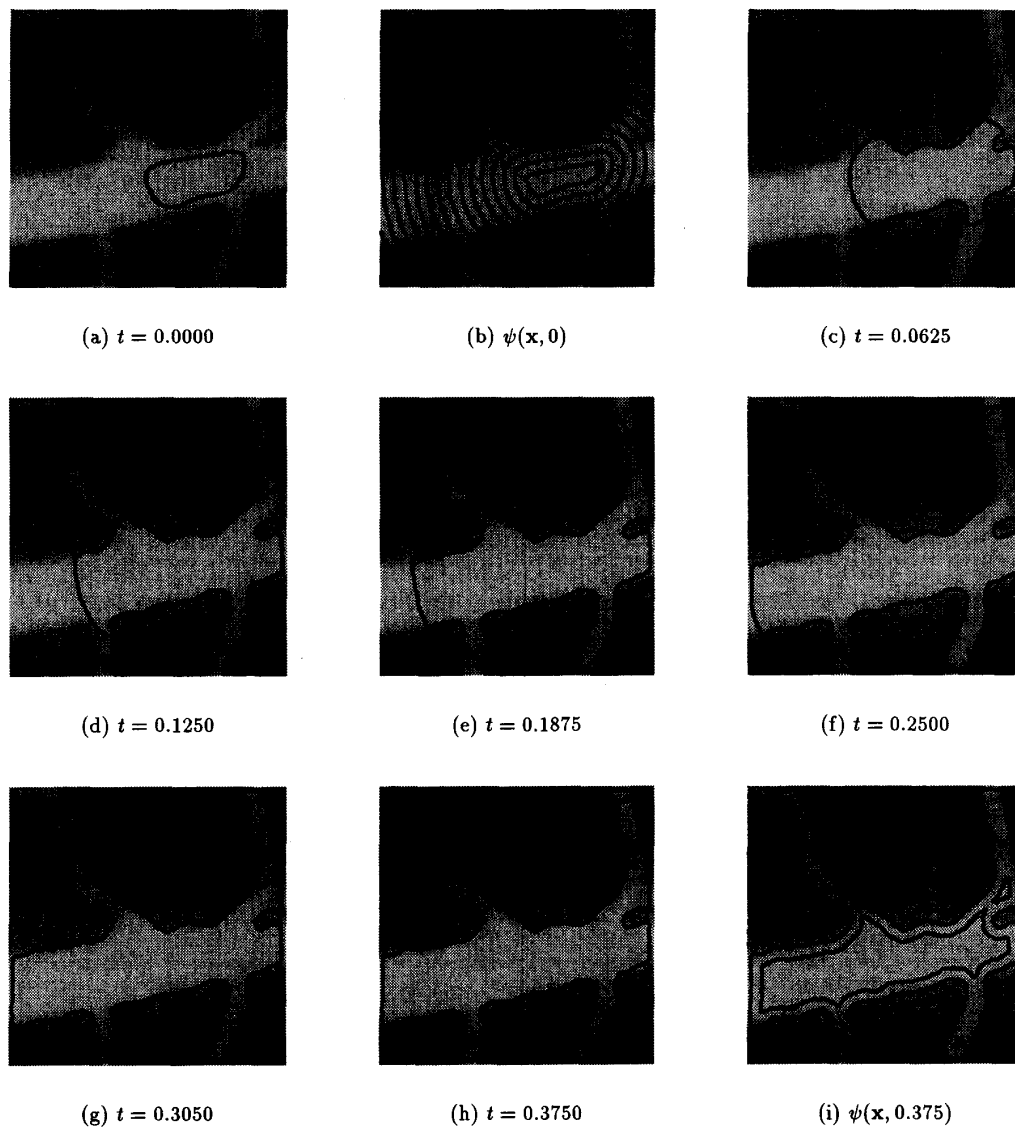 (a) t = 0.0000
(b) ψ(x, 0)
(c) t = 0.0625
(d) t = 0.1250
(e) t = 0.1875
(f) t = 0.2500
(g) t = 0.3050
(h) t = 0.3750
(i) ψ(x, 0.375)